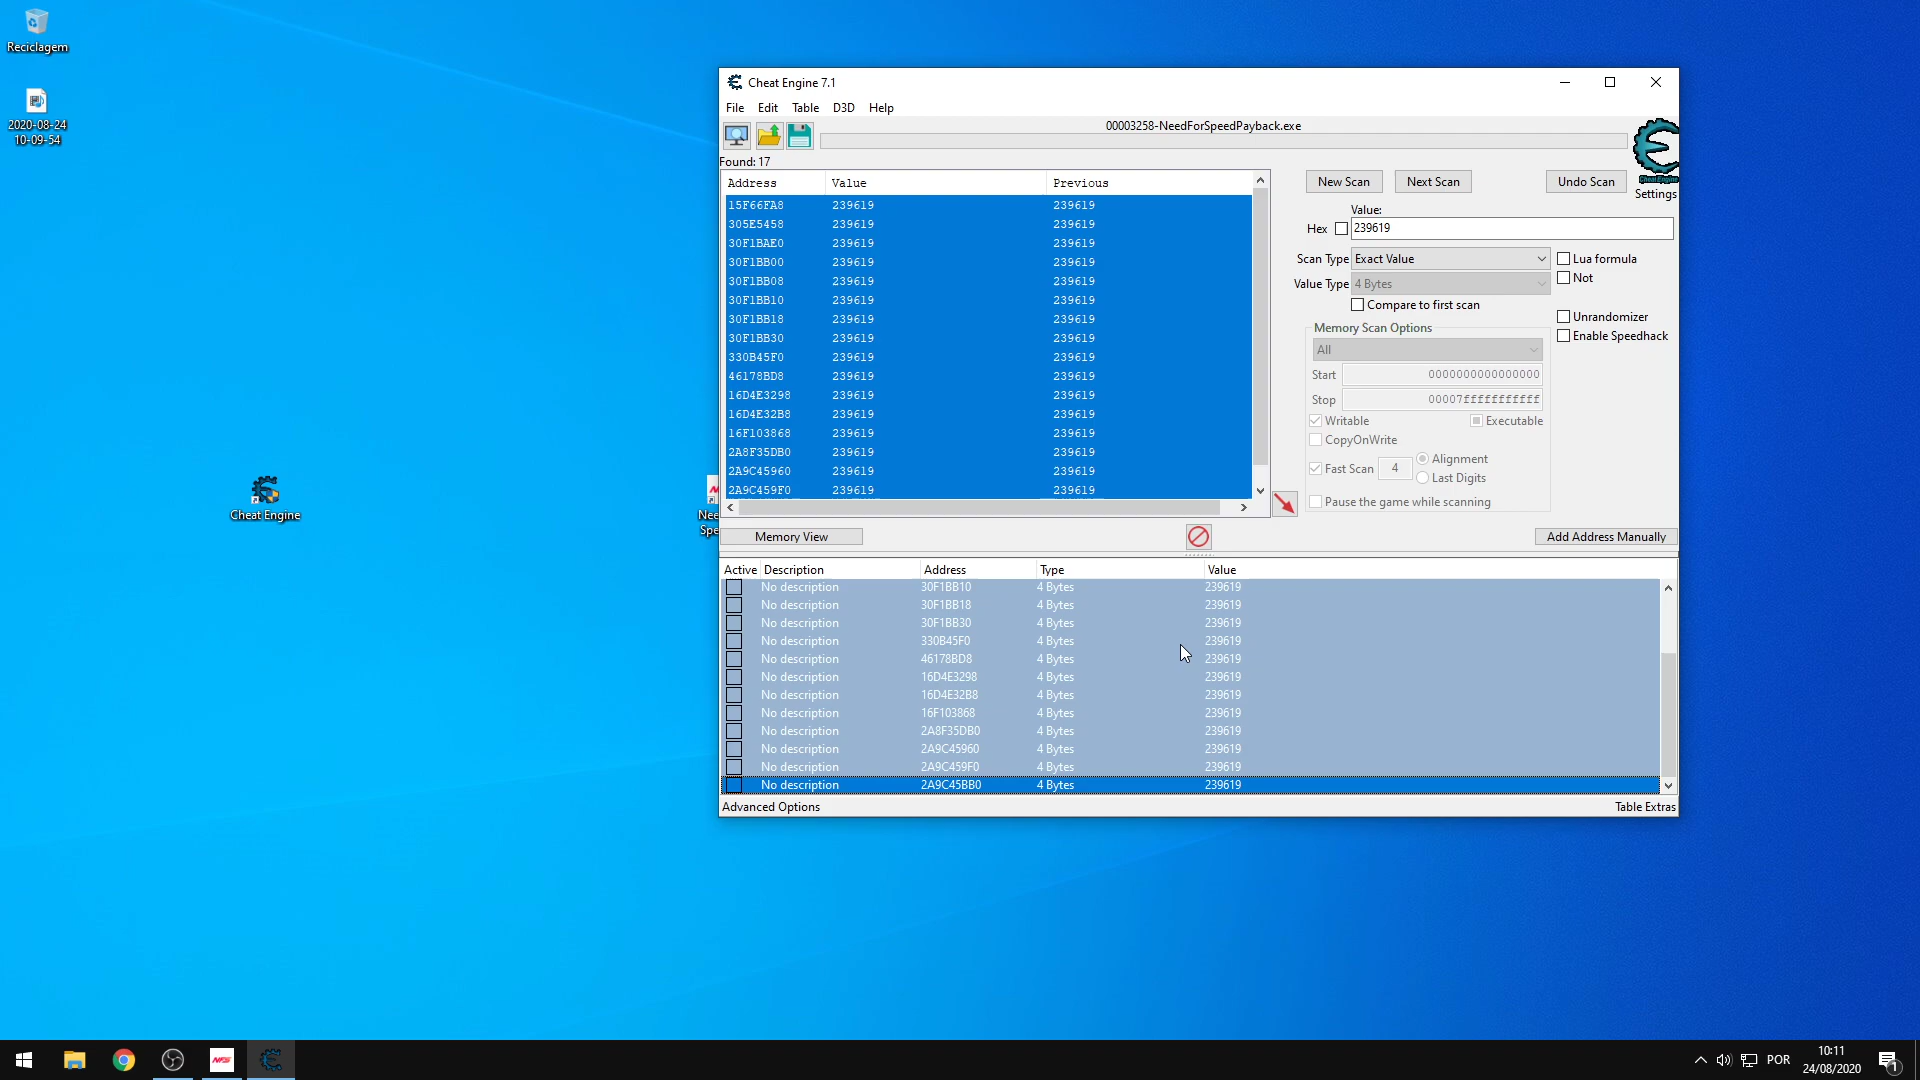 Reciclagem
2020-08-24
10-09-54
Cheat Engine
Nee
Spe
Cheat Engine 7.1
File Edit Table D3D Help
00003258-NeedForSpeedPayback.exe
Found: 17
Settings
Address Value Previous
15F66FA8 239619 239619
305E5458 239619 239619
30F1BAE0 239619 239619
30F1BB00 239619 239619
30F1BB08 239619 239619
30F1BB10 239619 239619
30F1BB18 239619 239619
30F1BB30 239619 239619
330B45F0 239619 239619
46178BD8 239619 239619
16D4E3298 239619 239619
16D4E32B8 239619 239619
16F103868 239619 239619
2A8F35DB0 239619 239619
2A9C45960 239619 239619
2A9C459F0 239619 239619
New Scan Next Scan Undo Scan
Value:
Hex 239619
Scan Type Exact Value Lua formula
Value Type 4 Bytes Not
Compare to first scan
Memory Scan Options Unrandomizer
All Enable Speedhack
Start 0000000000000000
Stop 00007fffffffffff
Writable Executable
CopyOnWrite
Fast Scan 4 Alignment
Last Digits
Pause the game while scanning
Memory View Add Address Manually
Active Description Address Type Value
No description 30F1BB10 4 Bytes 239619
No description 30F1BB18 4 Bytes 239619
No description 30F1BB30 4 Bytes 239619
No description 330B45F0 4 Bytes 239619
No description 46178BD8 4 Bytes 239619
No description 16D4E3298 4 Bytes 239619
No description 16D4E32B8 4 Bytes 239619
No description 16F103868 4 Bytes 239619
No description 2A8F35DB0 4 Bytes 239619
No description 2A9C45960 4 Bytes 239619
No description 2A9C459F0 4 Bytes 239619
No description 2A9C45BB0 4 Bytes 239619
Advanced Options Table Extras
NFS
POR
10:11
24/08/2020
1